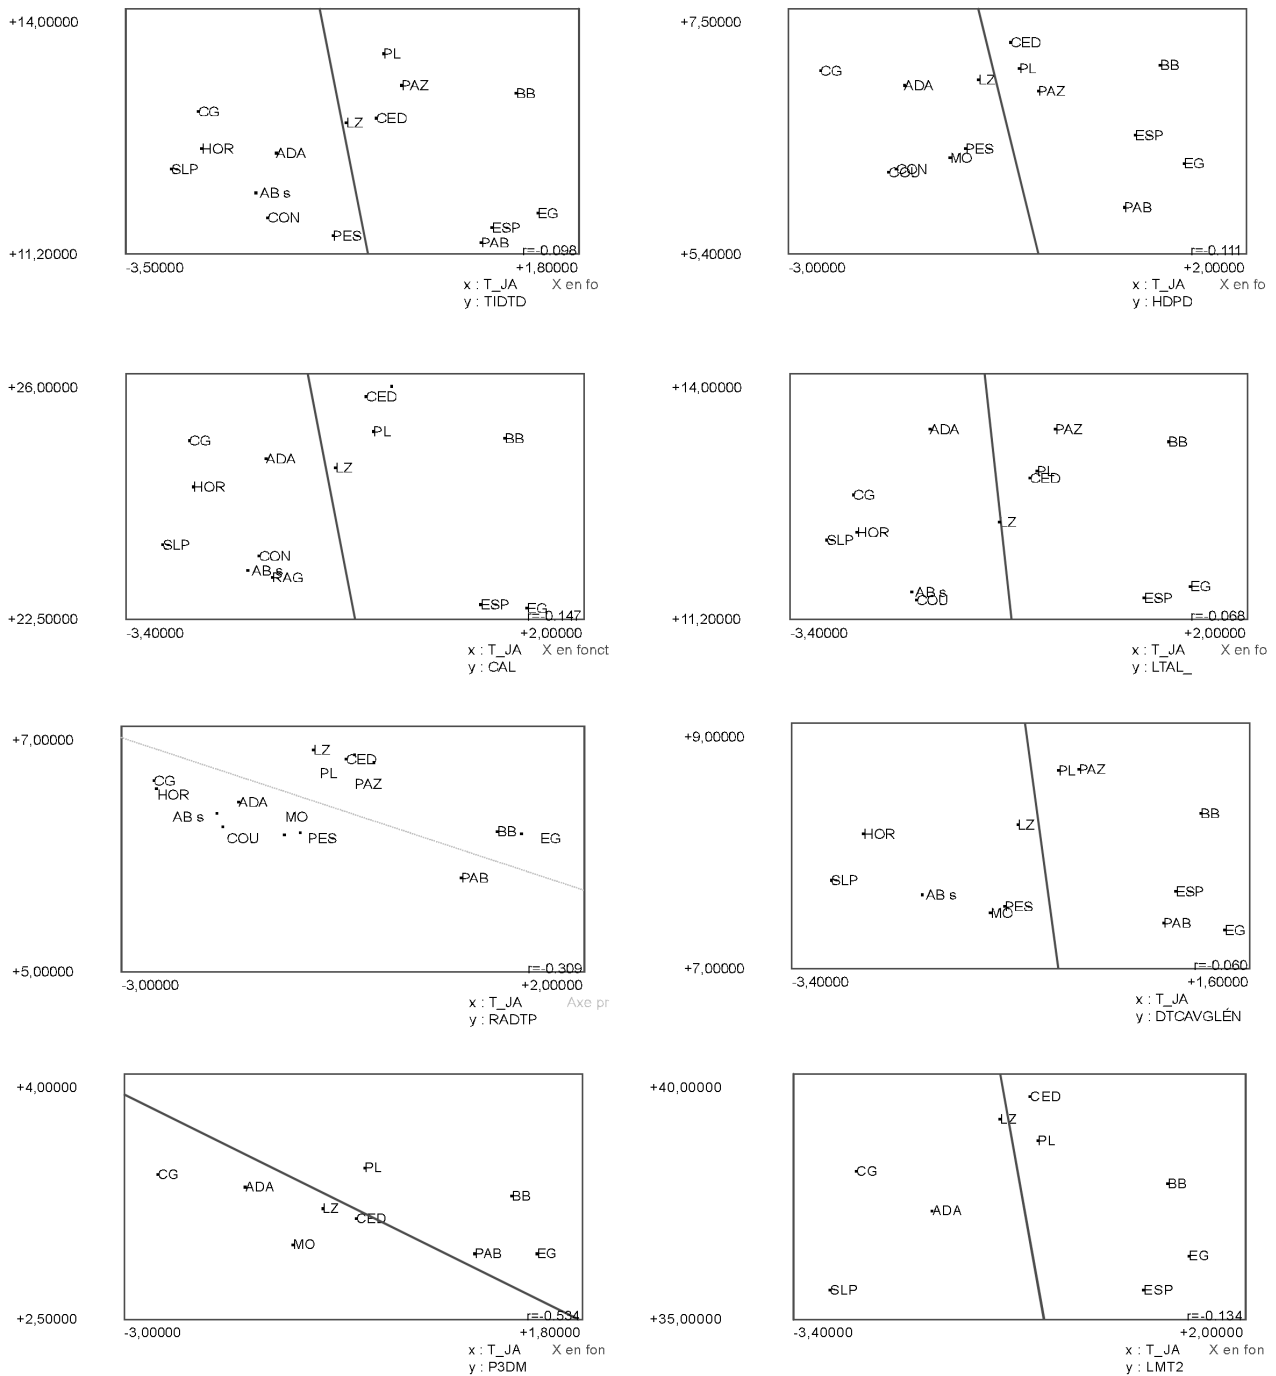 +14,00000
PL
PAZ
BB
CG
LZ
CED
HOR
ADA
SLP
AB s
CON
EG
ESP
PES
PAB
+11,20000
r=-0.098
-3,50000
+1,80000
x : T_JA X en fo
y : TIDTD
+7,50000
CED
PL
BB
CG
LZ
ADA
PAZ
ESP
PES
MO
EG
CON
COU
PAB
+5,40000
r=-0.111
-3,00000
+2,00000
x : T_JA X en fo
y : HDPD
+26,00000
CED
PL
BB
CG
ADA
LZ
HOR
SLP
CON
AB s
RAG
ESP
EG
+22,50000
r=-0.147
-3,40000
+2,00000
x : T_JA X en fonct
y : CAL
+14,00000
ADA
PAZ
BB
PL
CED
CG
LZ
HOR
SLP
AB s
COU
EG
ESP
+11,20000
r=-0.068
-3,40000
+2,00000
x : T_JA X en fo
y : LTAL_
+7,00000
LZ
CED
PL
CG
PAZ
HOR
ADA
AB s
MO
COU
PES
BB
EG
PAB
+5,00000
r=-0.309
-3,00000
+2,00000
x : T_JA Axe pr
y : RADTP
+9,00000
PL
PAZ
BB
LZ
HOR
SLP
AB s
ESP
PES
MO
PAB
EG
+7,00000
r=-0.060
-3,40000
+1,60000
x : T_JA
y : DTCAVGLÉN
+4,00000
PL
CG
ADA
BB
LZ
CED
MO
PAB
EG
+2,50000
r=-0.534
-3,00000
+1,80000
x : T_JA X en fon
y : P3DM
+40,00000
CED
LZ
PL
CG
BB
ADA
EG
SLP
ESP
+35,00000
r=-0.134
-3,40000
+2,00000
x : T_JA X en fon
y : LMT2